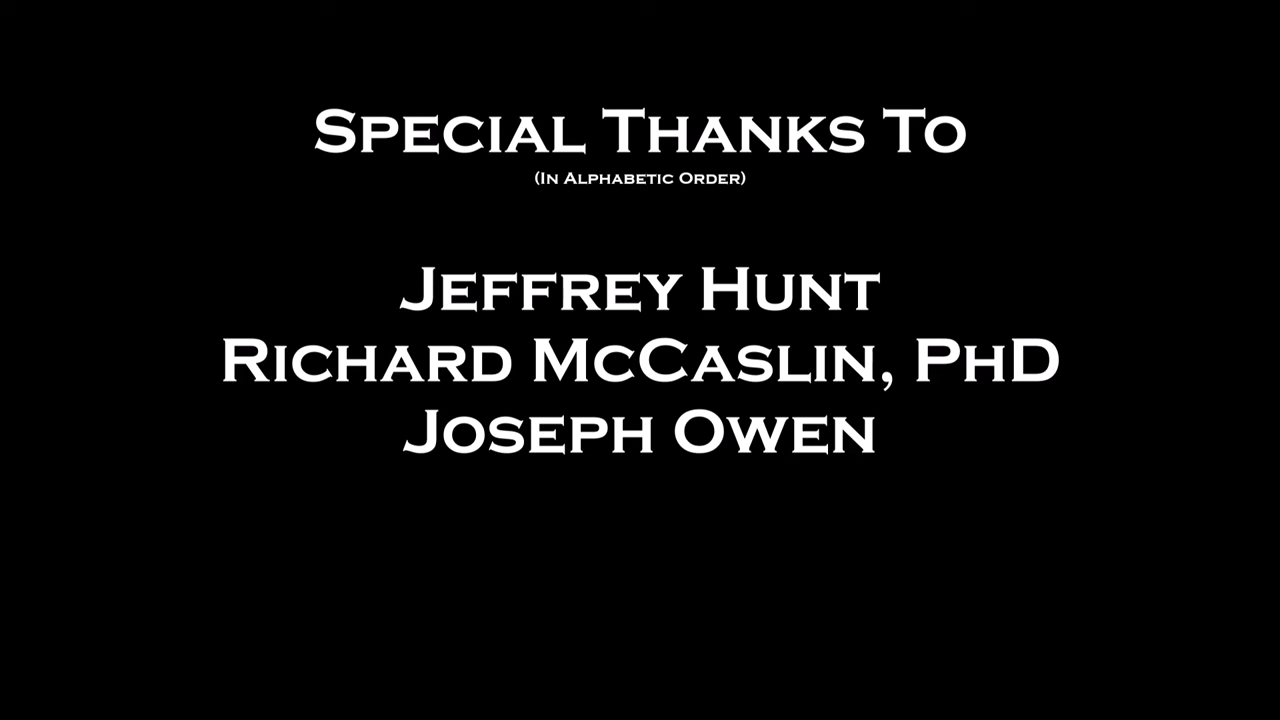 Special Thanks To
(In Alphabetic Order)
Jeffrey Hunt
Richard McCaslin, PhD
Joseph Owen